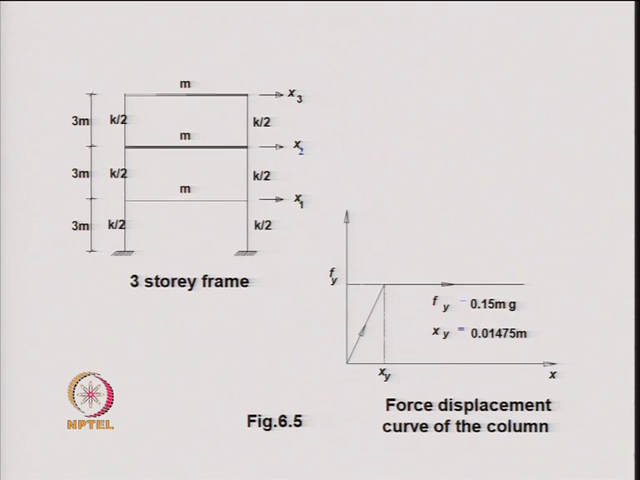 m
x3
3m
k/2
k/2
m
x2
3m
k/2
k/2
m
x1
3m
k/2
k/2
3 storey frame
fy
fy = 0.15m g
xy = 0.01475m
xy
x
Force displacement
curve of the column
Fig.6.5
NPTEL